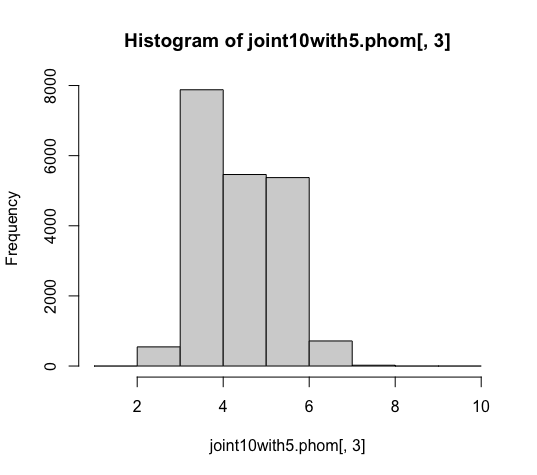 Histogram of joint10with5.phom[, 3]
Frequency
8000
6000
4000
2000
0
2 4 6 8 10
joint10with5.phom[, 3]